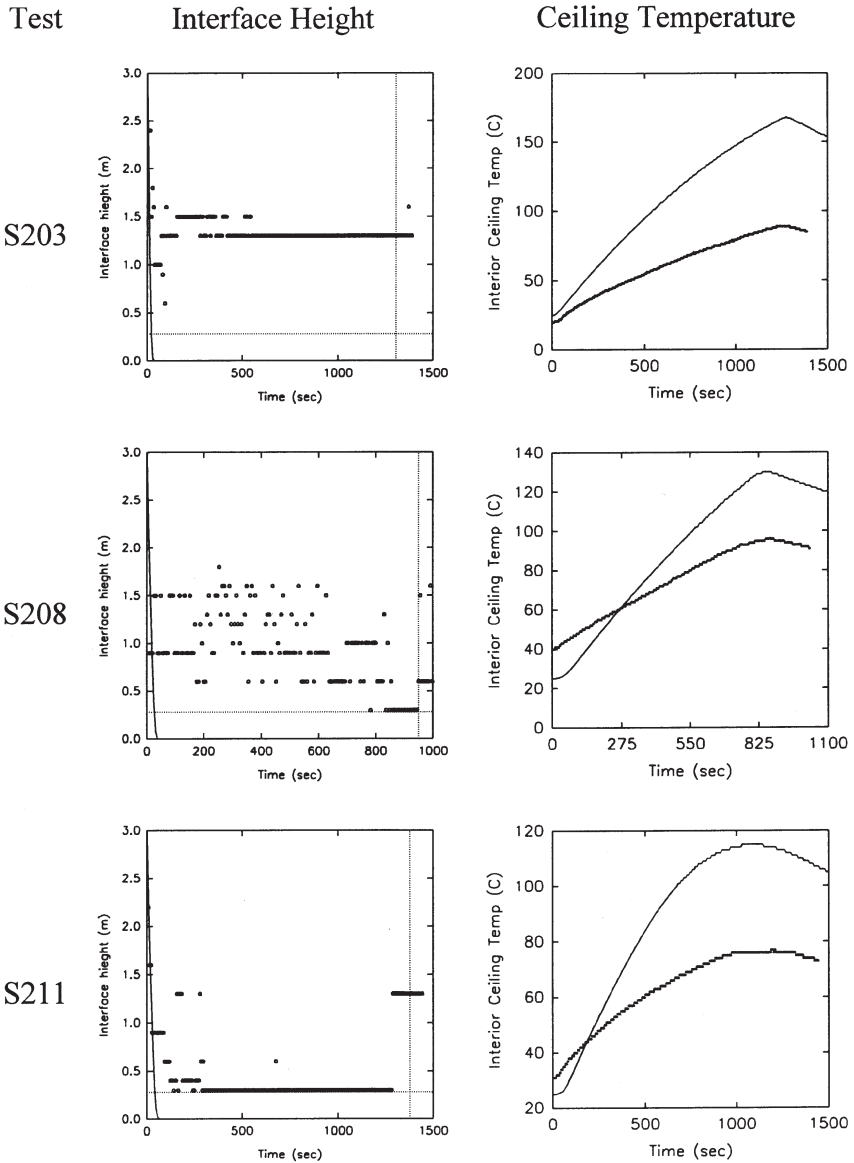 Test Interface Height Ceiling Temperature
S203
Interface hieght (m)
3.0
2.5
2.0
1.5
1.0
0.5
0.0
0 500 1000 1500
Time (sec)
Interior Ceiling Temp (C)
200
150
100
50
0
0 500 1000 1500
Time (sec)
S208
Interface hieght (m)
3.0
2.5
2.0
1.5
1.0
0.5
0.0
0 200 400 600 800 1000
Time (sec)
Interior Ceiling Temp (C)
140
120
100
80
60
40
20
0
0 275 550 825 1100
Time (sec)
S211
Interface hieght (m)
3.0
2.5
2.0
1.5
1.0
0.5
0.0
0 500 1000 1500
Time (sec)
Interior Ceiling Temp (C)
120
100
80
60
40
20
0 500 1000 1500
Time (sec)